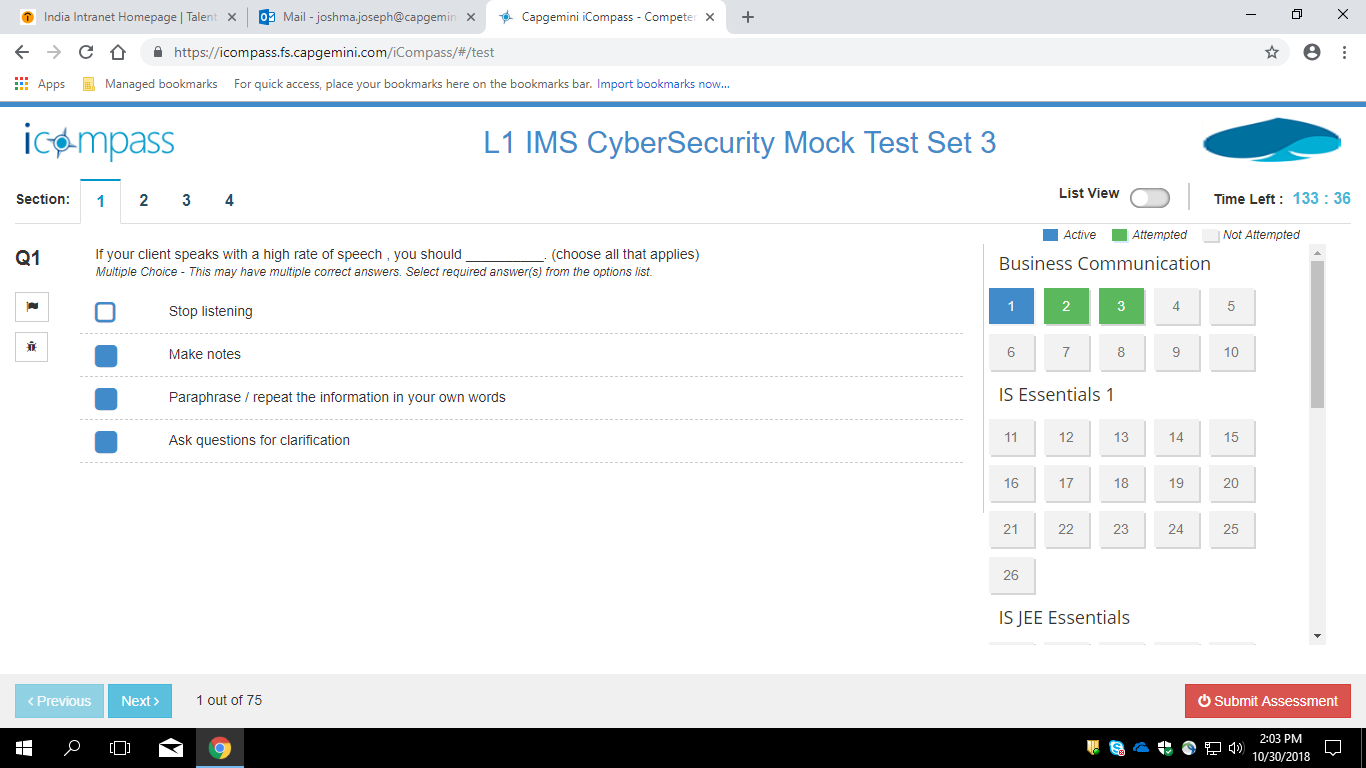 India Intranet Homepage | Talent
Mail - joshma.joseph@capgemin
Capgemini iCompass - Competen
https://icompass.fs.capgemini.com/iCompass/#/test
Apps
Managed bookmarks
For quick access, place your bookmarks here on the bookmarks bar. Import bookmarks now...
icompass
L1 IMS CyberSecurity Mock Test Set 3
Section: 1 2 3 4
List View
Time Left : 133 : 36
Active Attempted Not Attempted
Q1
If your client speaks with a high rate of speech , you should __________. (choose all that applies)
Multiple Choice - This may have multiple correct answers. Select required answer(s) from the options list.
Stop listening
Make notes
Paraphrase / repeat the information in your own words
Ask questions for clarification
Business Communication
1 2 3 4 5
6 7 8 9 10
IS Essentials 1
11 12 13 14 15
16 17 18 19 20
21 22 23 24 25
26
IS JEE Essentials
‹ Previous
Next ›
1 out of 75
Submit Assessment
2:03 PM
10/30/2018